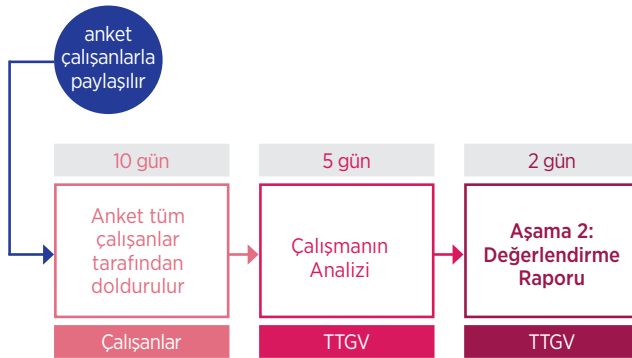 anket
çalışanlarla
paylaşılır
10 gün
5 gün
2 gün
Anket tüm
çalışanlar
tarafından
doldurulur
Çalışmanın
Analizi
Aşama 2:
Değerlendirme
Raporu
Çalışanlar
TTGV
TTGV